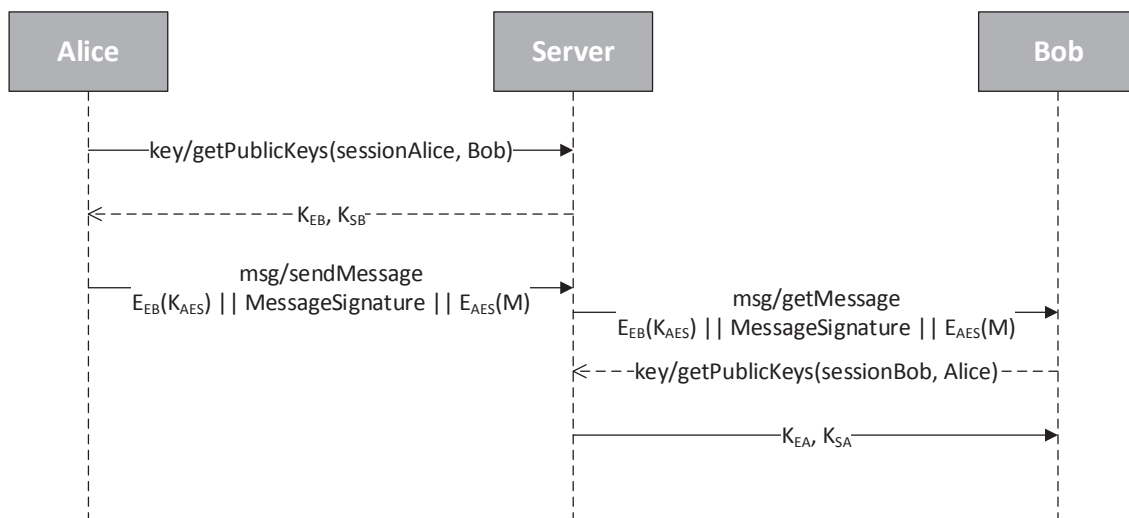 Alice
Server
Bob
key/getPublicKeys(sessionAlice, Bob)
K_EB, K_SB
msg/sendMessage
E_EB(K_AES) || MessageSignature || E_AES(M)
msg/getMessage
E_EB(K_AES) || MessageSignature || E_AES(M)
key/getPublicKeys(sessionBob, Alice)
K_EA, K_SA